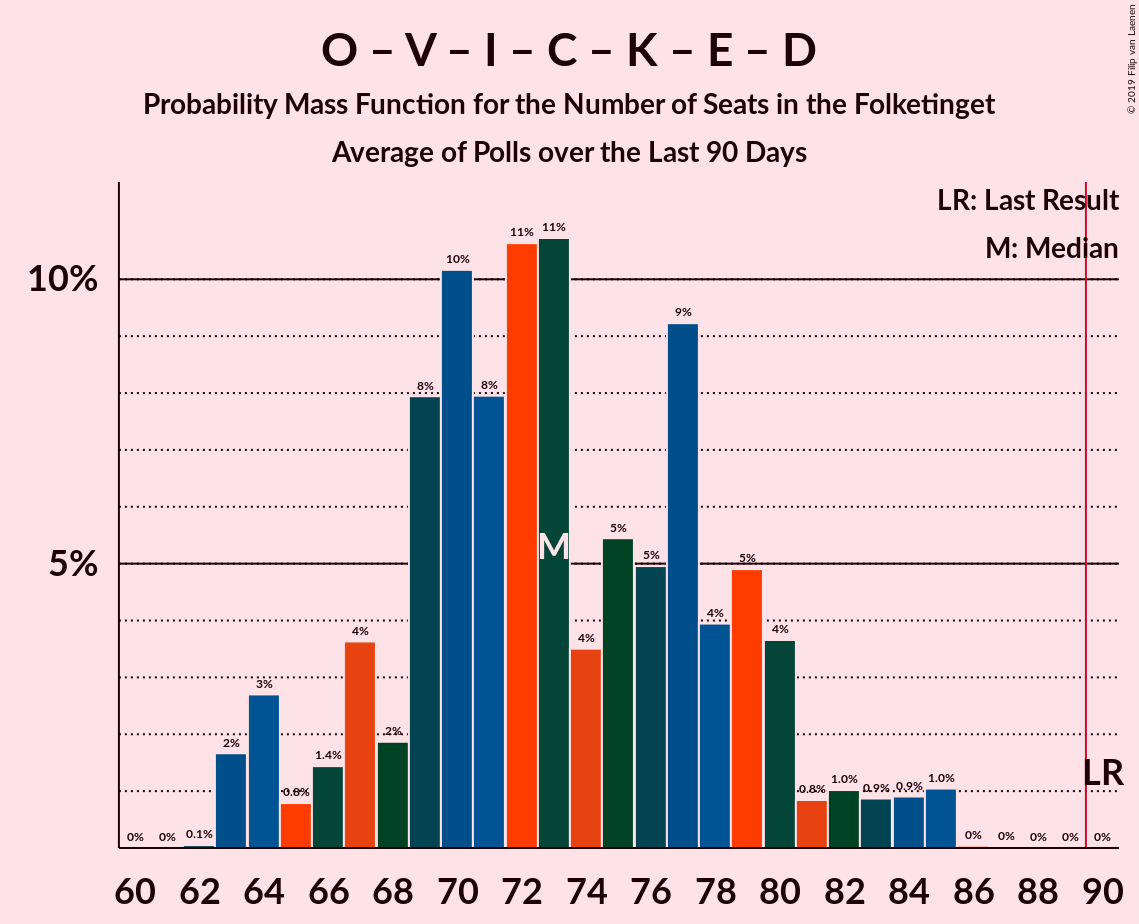 O – V – I – C – K – E – D
Probability Mass Function for the Number of Seats in the Folketinget
Average of Polls over the Last 90 Days
© 2019 Filip van Laenen
LR: Last Result
M: Median
10%
5%
0% 0% 0.1% 2% 3% 0.8% 1.4% 4% 2% 8% 10% 8% 11% 11% 4% 5% 5% 9% 4% 5% 4% 0.8% 1.0% 0.9% 0.9% 1.0% 0% 0% 0% 0% 0%
M
LR
60 62 64 66 68 70 72 74 76 78 80 82 84 86 88 90